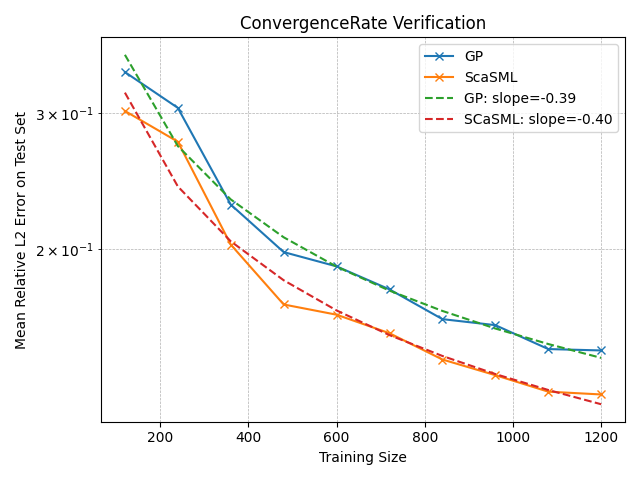 ConvergenceRate Verification
GP
ScaSML
GP: slope=-0.39
SCaSML: slope=-0.40
Mean Relative L2 Error on Test Set
3 × 10⁻¹
2 × 10⁻¹
200 400 600 800 1000 1200
Training Size